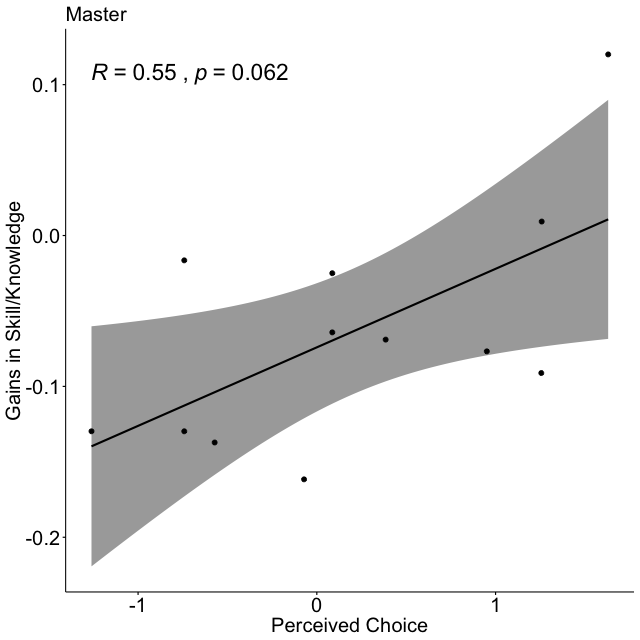 Master
R = 0.55 , p = 0.062
0.1
0.0
-0.1
-0.2
Gains in Skill/Knowledge
-1 0 1
Perceived Choice